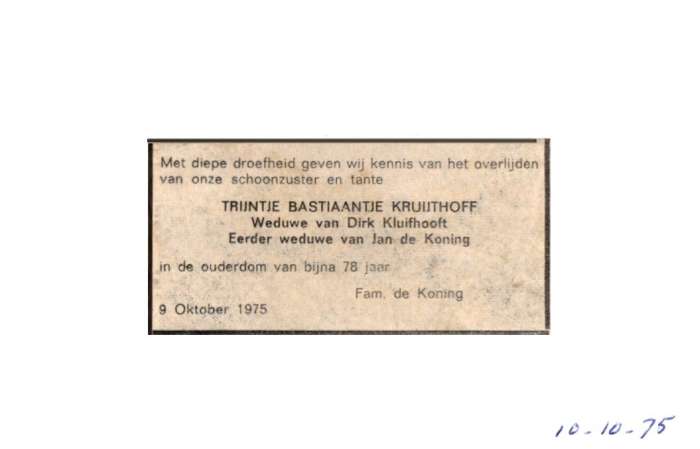 Met diepe droefheid geven wij kennis van het overlijden
van onze schoonzuster en tante
TRIJNTJE BASTIAANTJE KRUIJTHOFF
Weduwe van Dirk Kluifhooft
Eerder weduwe van Jan de Koning
in de ouderdom van bijna 78 jaar
Fam. de Koning
9 Oktober 1975
10-10-75